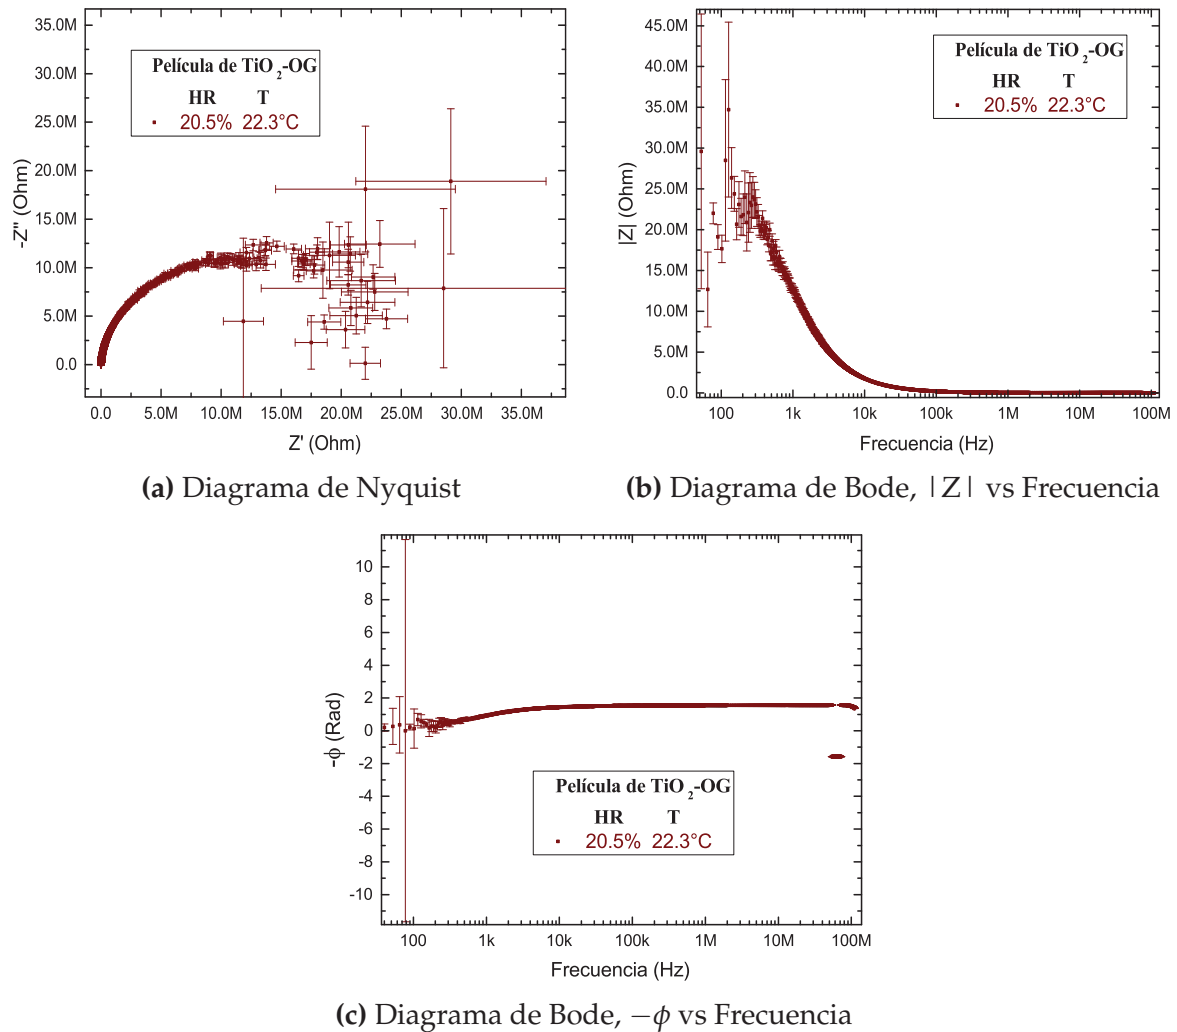 35.0M
30.0M
25.0M
20.0M
15.0M
10.0M
5.0M
0.0
-Z'' (Ohm)
Película de TiO2-OG
HR T
20.5% 22.3°C
0.0 5.0M 10.0M 15.0M 20.0M 25.0M 30.0M 35.0M
Z' (Ohm)
(a) Diagrama de Nyquist
45.0M
40.0M
35.0M
30.0M
25.0M
20.0M
15.0M
10.0M
5.0M
0.0
|Z| (Ohm)
Película de TiO2-OG
HR T
20.5% 22.3°C
100 1k 10k 100k 1M 10M 100M
Frecuencia (Hz)
(b) Diagrama de Bode, |Z| vs Frecuencia
10
8
6
4
2
0
-2
-4
-6
-8
-10
-ϕ (Rad)
Película de TiO2-OG
HR T
20.5% 22.3°C
100 1k 10k 100k 1M 10M 100M
Frecuencia (Hz)
(c) Diagrama de Bode, −ϕ vs Frecuencia